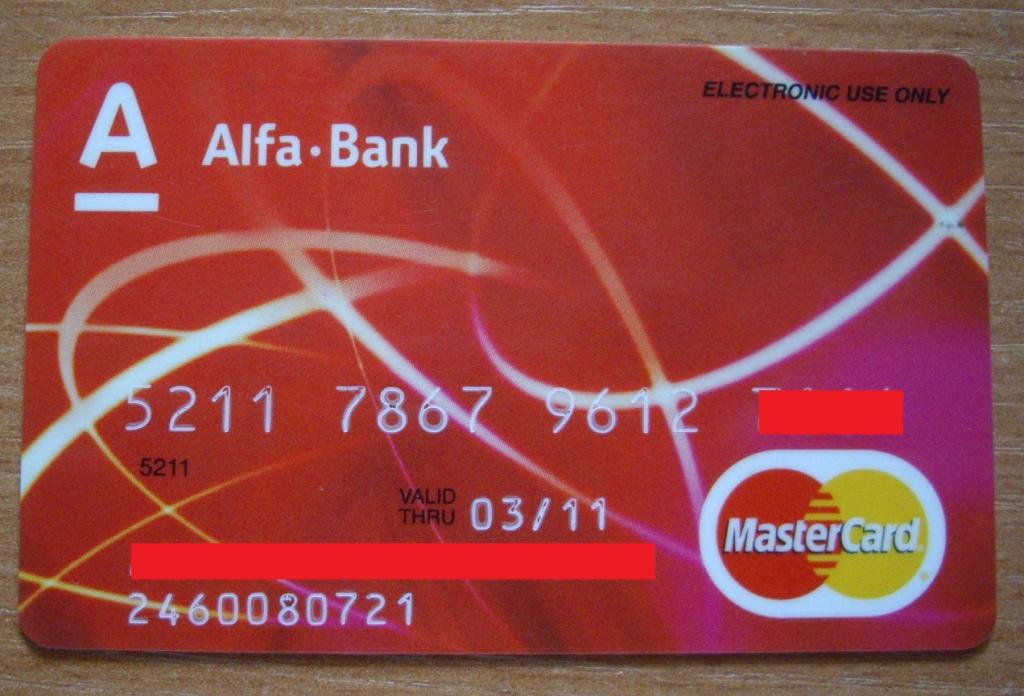 A
Alfa·Bank
ELECTRONIC USE ONLY
5211 7867 9612
5211
VALID THRU 03/11
2460080721
MasterCard